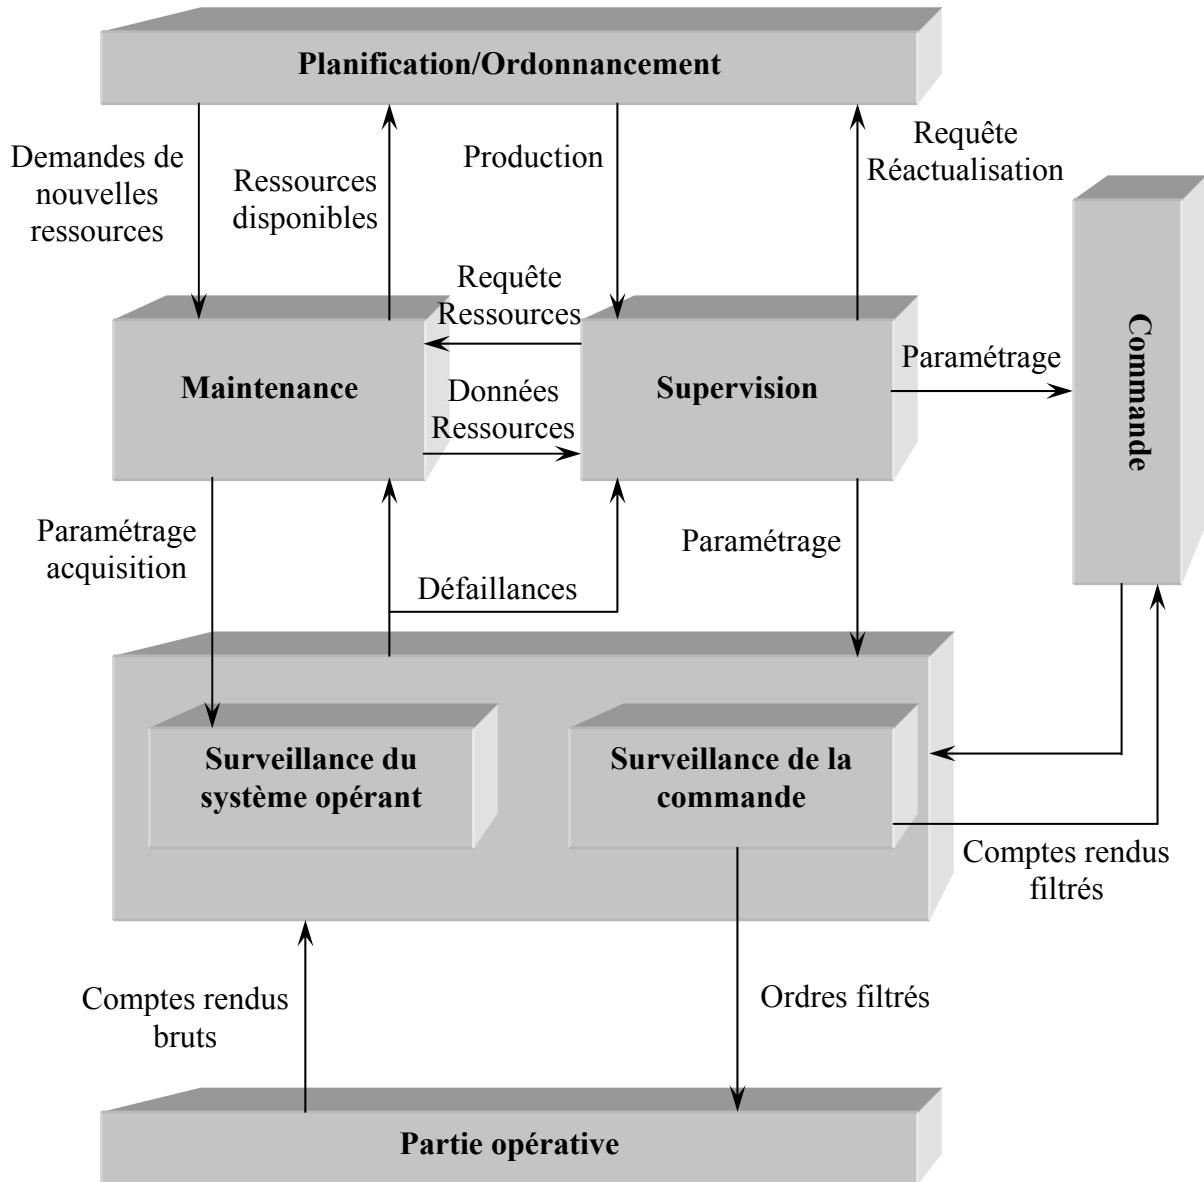 Planification/Ordonnancement
Demandes de
nouvelles
ressources
Ressources
disponibles
Production
Requête
Réactualisation
Requête
Ressources
Maintenance
Données
Ressources
Supervision
Paramétrage
Commande
Paramétrage
acquisition
Défaillances
Paramétrage
Surveillance du
système opérant
Surveillance de la
commande
Comptes rendus
filtrés
Comptes rendus
bruts
Ordres filtrés
Partie opérative